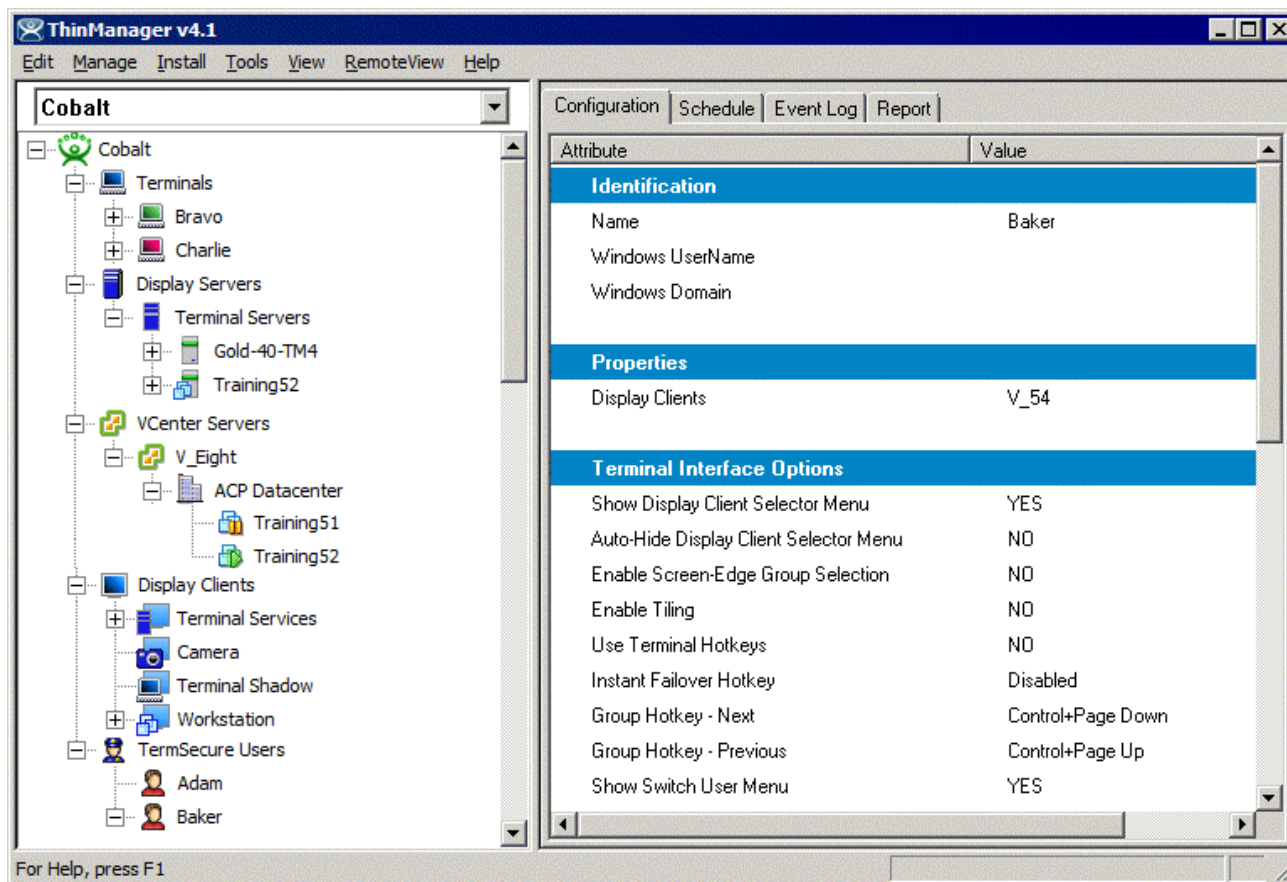 ThinManager v4.1
Edit Manage Install Tools View RemoteView Help
Cobalt
Cobalt
Terminals
Bravo
Charlie
Display Servers
Terminal Servers
Gold-40-TM4
Training52
VCenter Servers
V_Eight
ACP Datacenter
Training51
Training52
Display Clients
Terminal Services
Camera
Terminal Shadow
Workstation
TermSecure Users
Adam
Baker
Configuration Schedule Event Log Report
Attribute Value
Identification
Name Baker
Windows UserName
Windows Domain
Properties
Display Clients V_54
Terminal Interface Options
Show Display Client Selector Menu YES
Auto-Hide Display Client Selector Menu NO
Enable Screen-Edge Group Selection NO
Enable Tiling NO
Use Terminal Hotkeys NO
Instant Failover Hotkey Disabled
Group Hotkey - Next Control+Page Down
Group Hotkey - Previous Control+Page Up
Show Switch User Menu YES
For Help, press F1